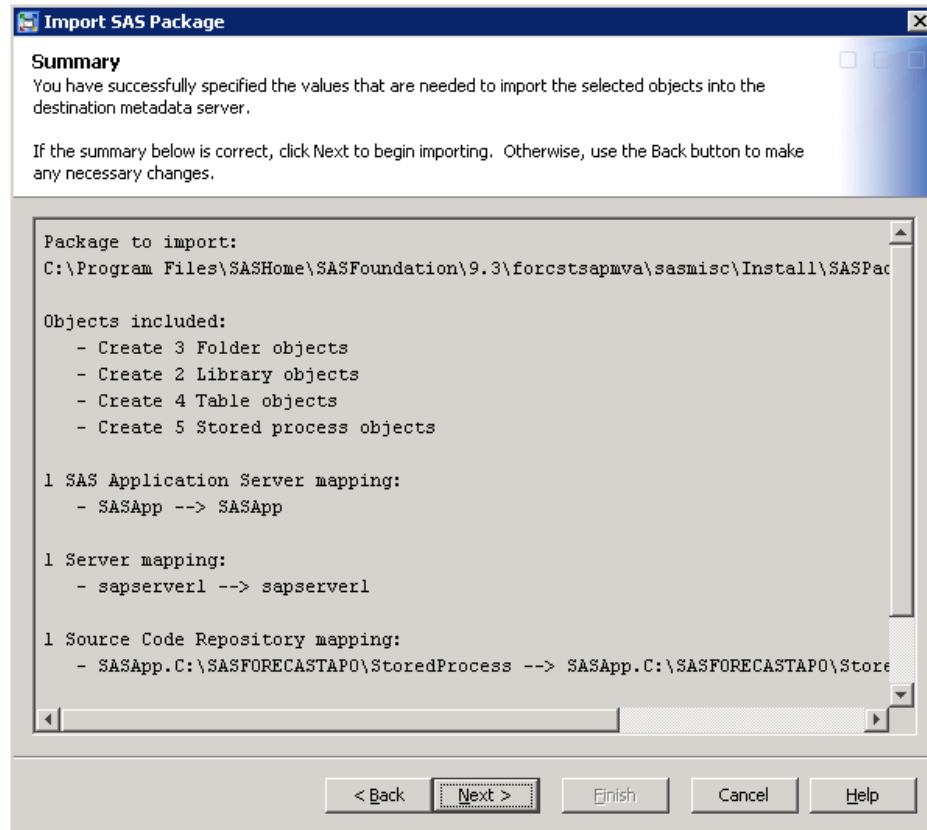 Import SAS Package
Summary
You have successfully specified the values that are needed to import the selected objects into the
destination metadata server.
If the summary below is correct, click Next to begin importing. Otherwise, use the Back button to make
any necessary changes.
Package to import:
C:\Program Files\SASHome\SASFoundation\9.3\forcstsapmva\sasmisc\Install\SASPac
Objects included:
- Create 3 Folder objects
- Create 2 Library objects
- Create 4 Table objects
- Create 5 Stored process objects
1 SAS Application Server mapping:
- SASApp --> SASApp
1 Server mapping:
- sapserver1 --> sapserver1
1 Source Code Repository mapping:
- SASApp.C:\SASFORECASTAPO\StoredProcess --> SASApp.C:\SASFORECASTAPO\Store
< Back Next > Finish Cancel Help